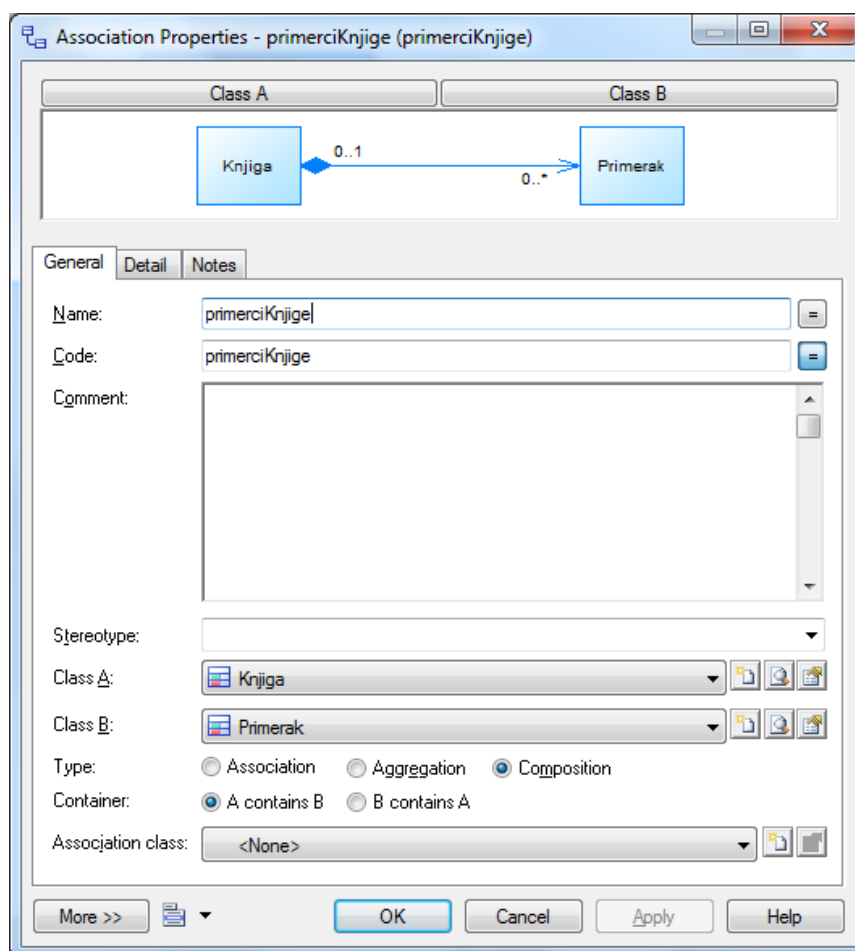 Association Properties - primerciKnjige (primerciKnjige)
Class A Class B
Knjiga 0..1 0..* Primerak
General Detail Notes
Name: primerciKnjige =
Code: primerciKnjige =
Comment:
Stereotype:
Class A: Knjiga
Class B: Primerak
Type: Association Aggregation Composition
Container: A contains B B contains A
Association class: <None>
More >> OK Cancel Apply Help